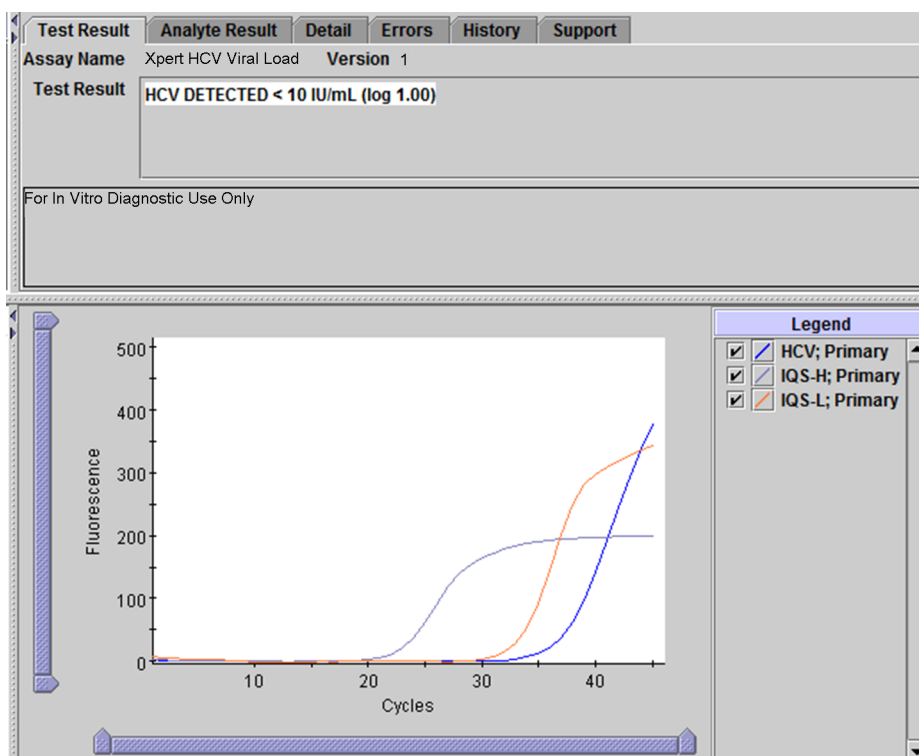 Test Result Analyte Result Detail Errors History Support
Assay Name Xpert HCV Viral Load Version 1
Test Result HCV DETECTED < 10 IU/mL (log 1.00)
For In Vitro Diagnostic Use Only
Legend
HCV; Primary
IQS-H; Primary
IQS-L; Primary
500
400
300
200
100
0
Fluorescence
10 20 30 40
Cycles